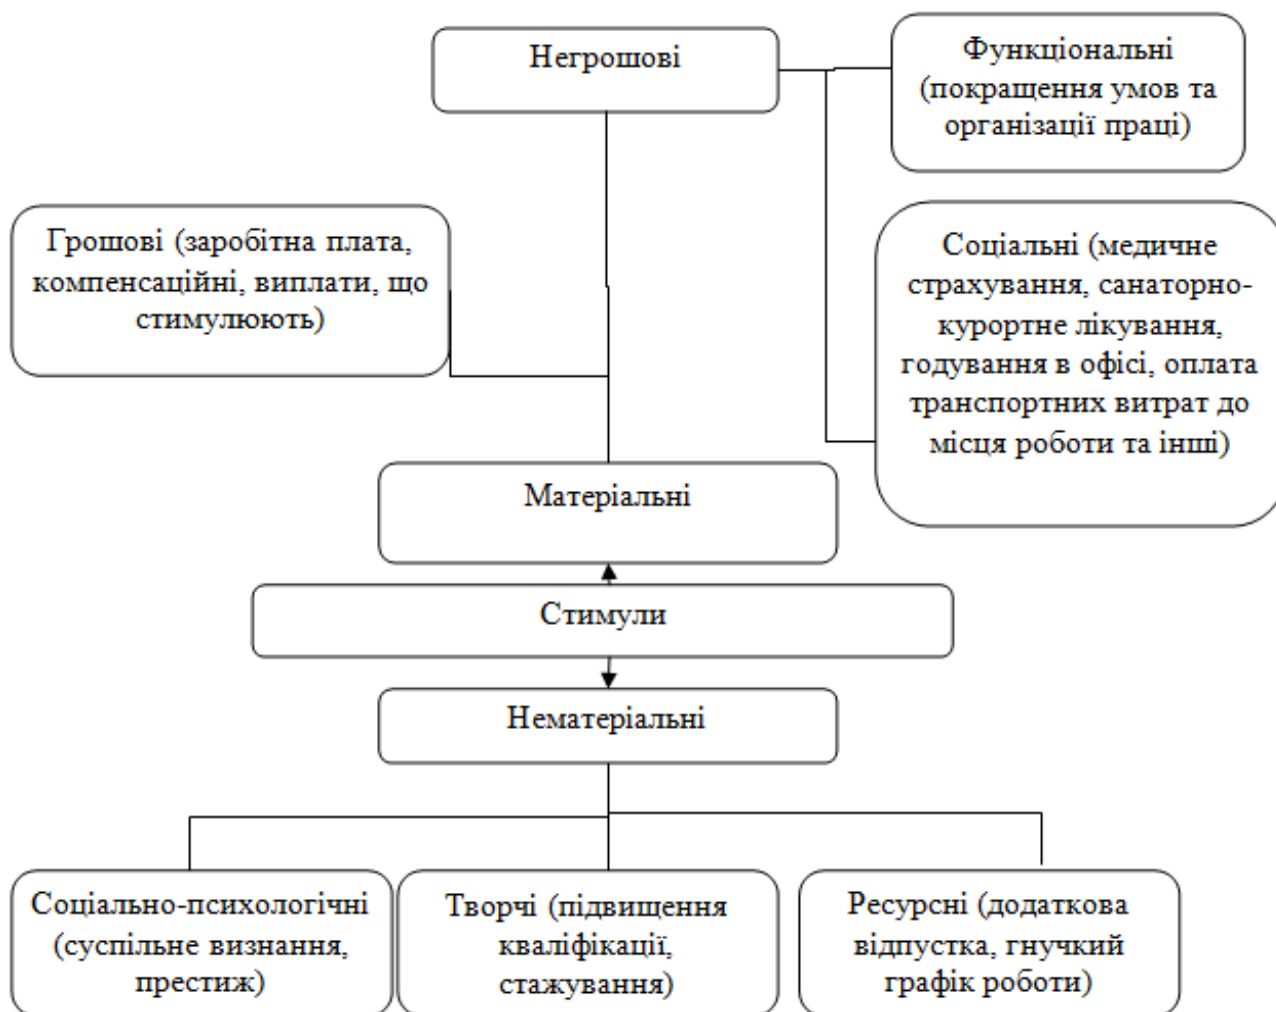 Негрошові
Функціональні
(покращення умов та
організації праці)
Грошові (заробітна плата,
компенсаційні, виплати, що
стимулюють)
Соціальні (медичне
страхування, санаторно-
курортне лікування,
годування в офісі, оплата
транспортних витрат до
місця роботи та інші)
Матеріальні
Стимули
Нематеріальні
Соціально-психологічні
(суспільне визнання,
престиж)
Творчі (підвищення
кваліфікації,
стажування)
Ресурсні (додаткова
відпустка, гнучкий
графік роботи)